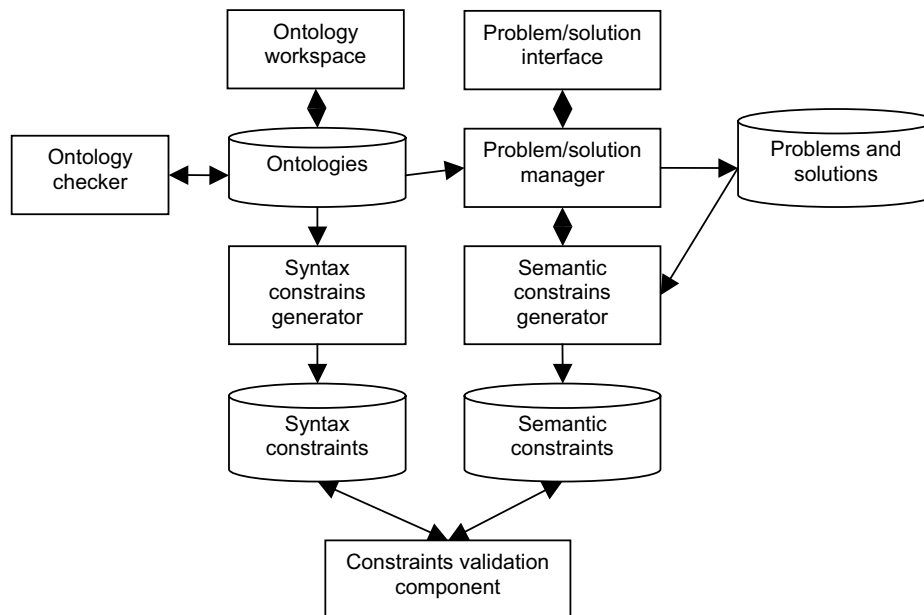 Ontology
workspace
Problem/solution
interface
Ontology
checker
Ontologies
Problem/solution
manager
Problems and
solutions
Syntax
constrains
generator
Semantic
constrains
generator
Syntax
constraints
Semantic
constraints
Constraints validation
component